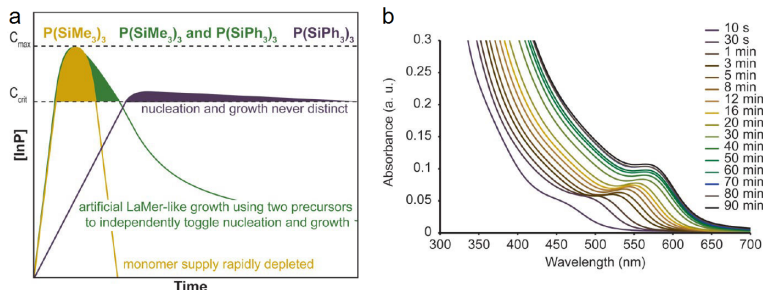 a
P(SiMe₃)₃ P(SiMe₃)₃ and P(SiPh₃)₃ P(SiPh₃)₃
Cmax
Ccrit
[InP]
nucleation and growth never distinct
artificial LaMer-like growth using two precursors
to independently toggle nucleation and growth
monomer supply rapidly depleted
Time
b
0.3
0.25
0.2
0.15
0.1
0.05
0
Absorbance (a. u.)
300 350 400 450 500 550 600 650 700
Wavelength (nm)
10 s
30 s
1 min
3 min
5 min
8 min
12 min
16 min
20 min
30 min
40 min
50 min
60 min
70 min
80 min
90 min